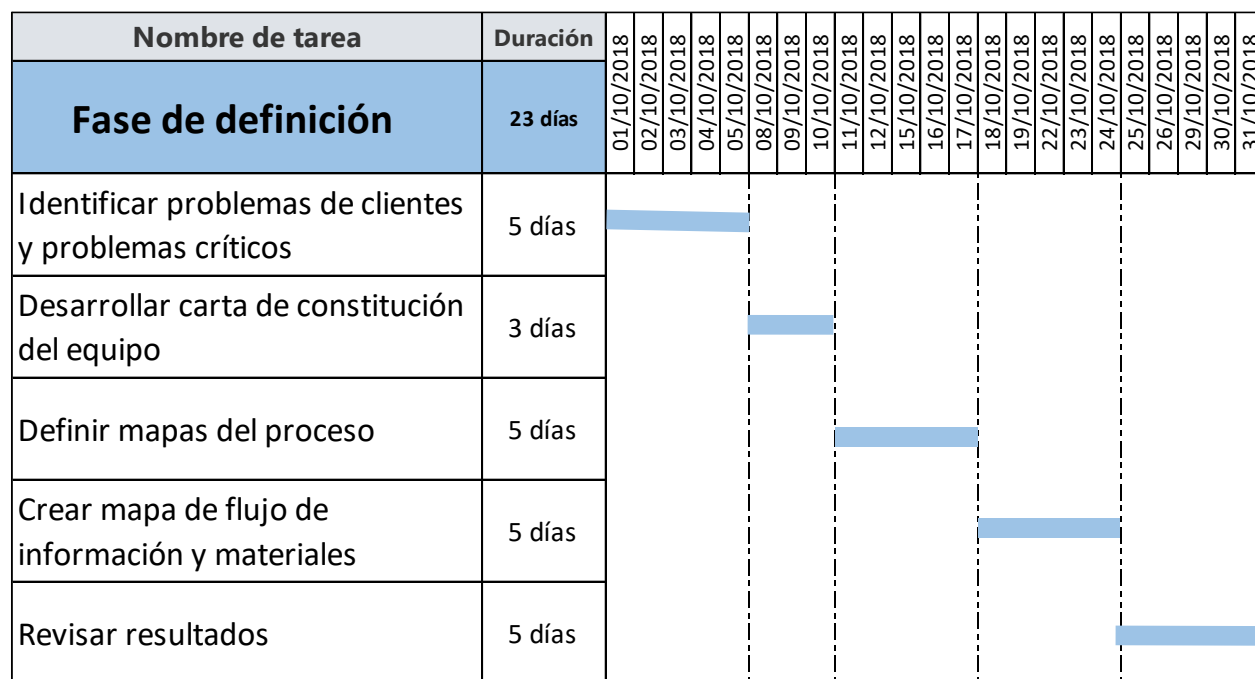 Nombre de tarea
Duración
01/10/2018
02/10/2018
03/10/2018
04/10/2018
05/10/2018
08/10/2018
09/10/2018
10/10/2018
11/10/2018
12/10/2018
15/10/2018
16/10/2018
17/10/2018
18/10/2018
19/10/2018
22/10/2018
23/10/2018
24/10/2018
25/10/2018
26/10/2018
29/10/2018
30/10/2018
31/10/2018
Fase de definición
23 días
Identificar problemas de clientes
y problemas críticos
5 días
Desarrollar carta de constitución
del equipo
3 días
Definir mapas del proceso
5 días
Crear mapa de flujo de
información y materiales
5 días
Revisar resultados
5 días